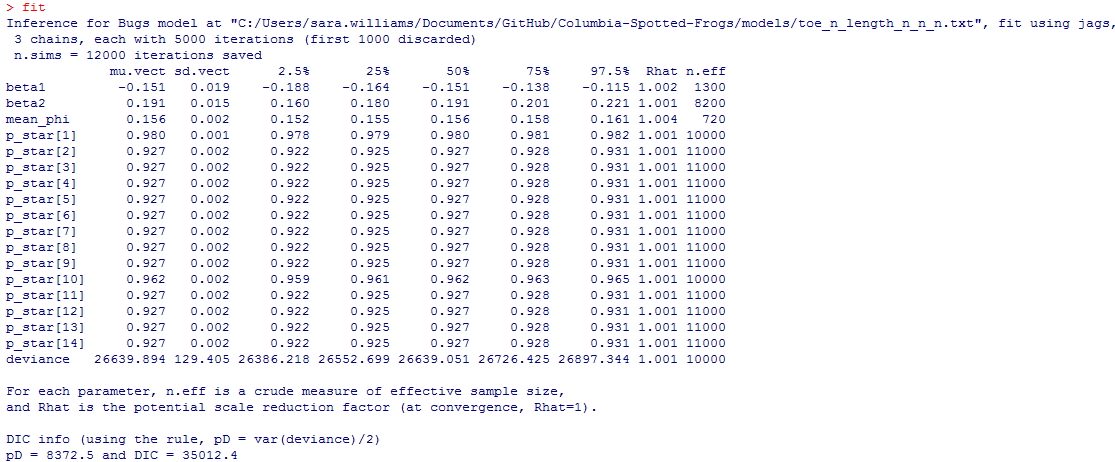 > fit
Inference for Bugs model at "C:/Users/sara.williams/Documents/GitHub/Columbia-Spotted-Frogs/models/toe_n_length_n_n_n.txt", fit using jags,
 3 chains, each with 5000 iterations (first 1000 discarded)
 n.sims = 12000 iterations saved
            mu.vect sd.vect      2.5%       25%       50%       75%     97.5%  Rhat n.eff
beta1        -0.151   0.019    -0.188    -0.164    -0.151    -0.138    -0.115 1.002  1300
beta2         0.191   0.015     0.160     0.180     0.191     0.201     0.221 1.001  8200
mean_phi      0.156   0.002     0.152     0.155     0.156     0.158     0.161 1.004   720
p_star[1]     0.980   0.001     0.978     0.979     0.980     0.981     0.982 1.001 10000
p_star[2]     0.927   0.002     0.922     0.925     0.927     0.928     0.931 1.001 11000
p_star[3]     0.927   0.002     0.922     0.925     0.927     0.928     0.931 1.001 11000
p_star[4]     0.927   0.002     0.922     0.925     0.927     0.928     0.931 1.001 11000
p_star[5]     0.927   0.002     0.922     0.925     0.927     0.928     0.931 1.001 11000
p_star[6]     0.927   0.002     0.922     0.925     0.927     0.928     0.931 1.001 11000
p_star[7]     0.927   0.002     0.922     0.925     0.927     0.928     0.931 1.001 11000
p_star[8]     0.927   0.002     0.922     0.925     0.927     0.928     0.931 1.001 11000
p_star[9]     0.927   0.002     0.922     0.925     0.927     0.928     0.931 1.001 11000
p_star[10]    0.962   0.002     0.959     0.961     0.962     0.963     0.965 1.001 10000
p_star[11]    0.927   0.002     0.922     0.925     0.927     0.928     0.931 1.001 11000
p_star[12]    0.927   0.002     0.922     0.925     0.927     0.928     0.931 1.001 11000
p_star[13]    0.927   0.002     0.922     0.925     0.927     0.928     0.931 1.001 11000
p_star[14]    0.927   0.002     0.922     0.925     0.927     0.928     0.931 1.001 11000
deviance  26639.894 129.405 26386.218 26552.699 26639.051 26726.425 26897.344 1.001 10000

For each parameter, n.eff is a crude measure of effective sample size,
and Rhat is the potential scale reduction factor (at convergence, Rhat=1).

DIC info (using the rule, pD = var(deviance)/2)
pD = 8372.5 and DIC = 35012.4